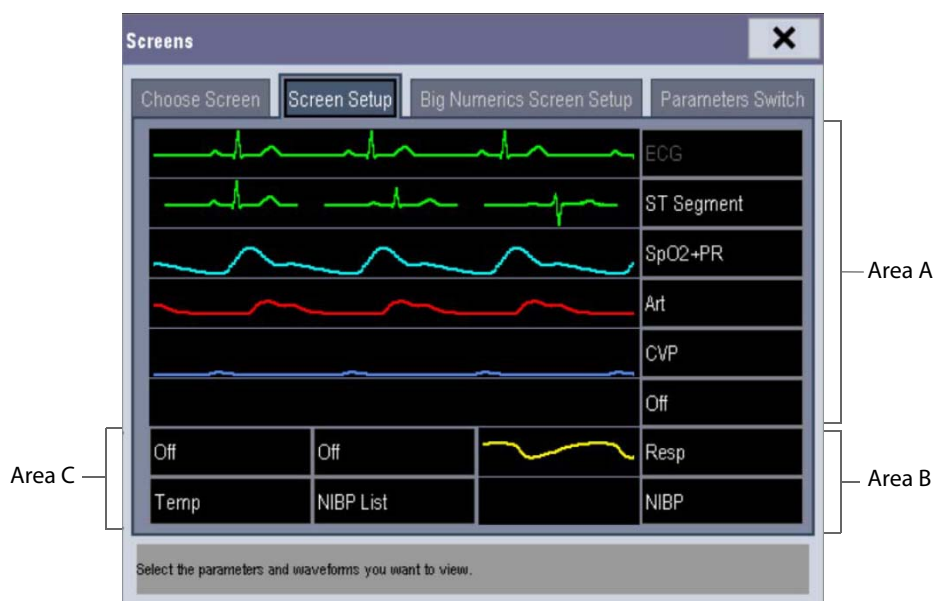 Screens
Choose Screen Screen Setup Big Numerics Screen Setup Parameters Switch
ECG
ST Segment
SpO2+PR
Art
CVP
Off
Area A
Off Off Resp
Temp NIBP List NIBP
Area C
Area B
Select the parameters and waveforms you want to view.